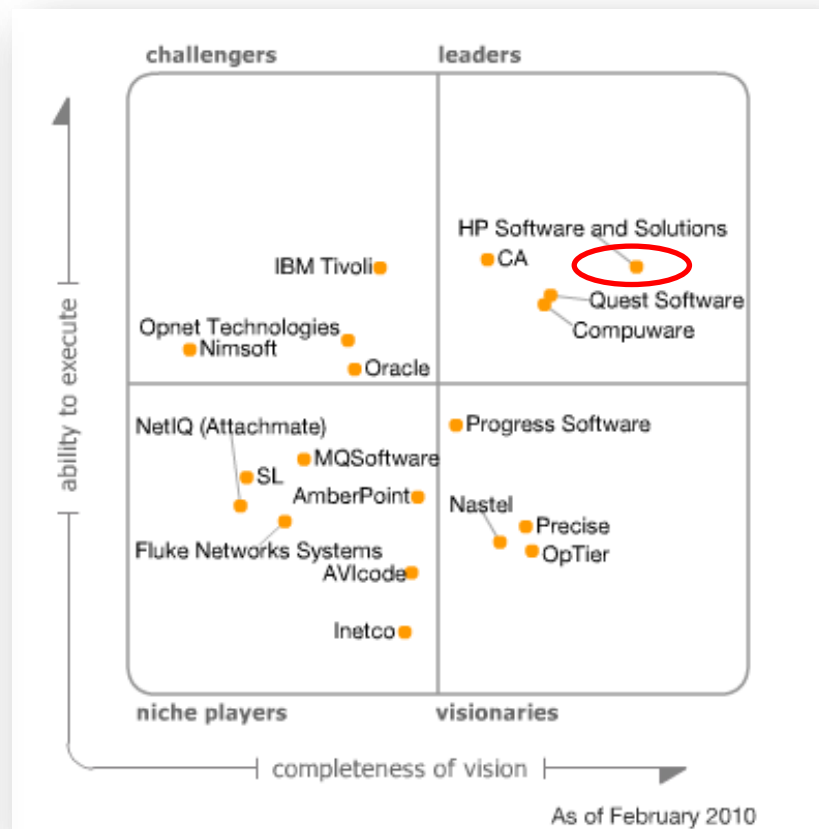 challengers
leaders
HP Software and Solutions
IBM Tivoli
CA
Quest Software
Compuware
Opnet Technologies
Nimsoft
Oracle
NetIQ (Attachmate)
Progress Software
MQSoftware
SL
AmberPoint
Nastel
Precise
OpTier
Fluke Networks Systems
AVIcode
Inetco
niche players
visionaries
ability to execute
completeness of vision
As of February 2010